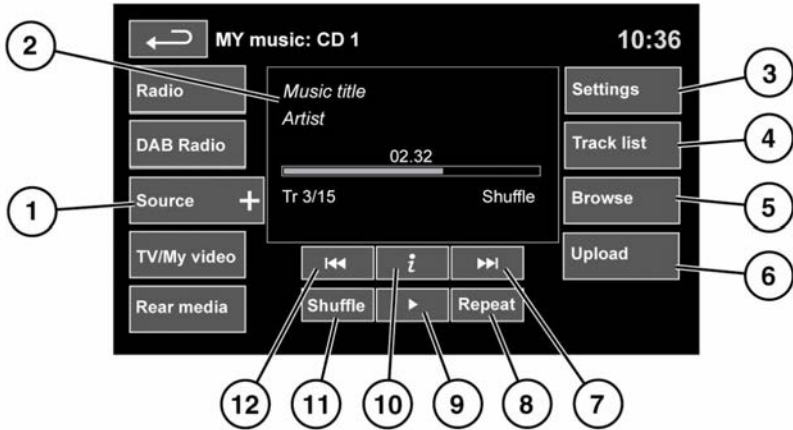 MY music: CD 1
10:36
2
Radio
Music title
Artist
Settings
3
DAB Radio
02.32
Track list
4
1
Source +
Tr 3/15
Shuffle
Browse
5
TV/My video
i
Upload
6
Rear media
Shuffle
Repeat
12
11
10
9
8
7